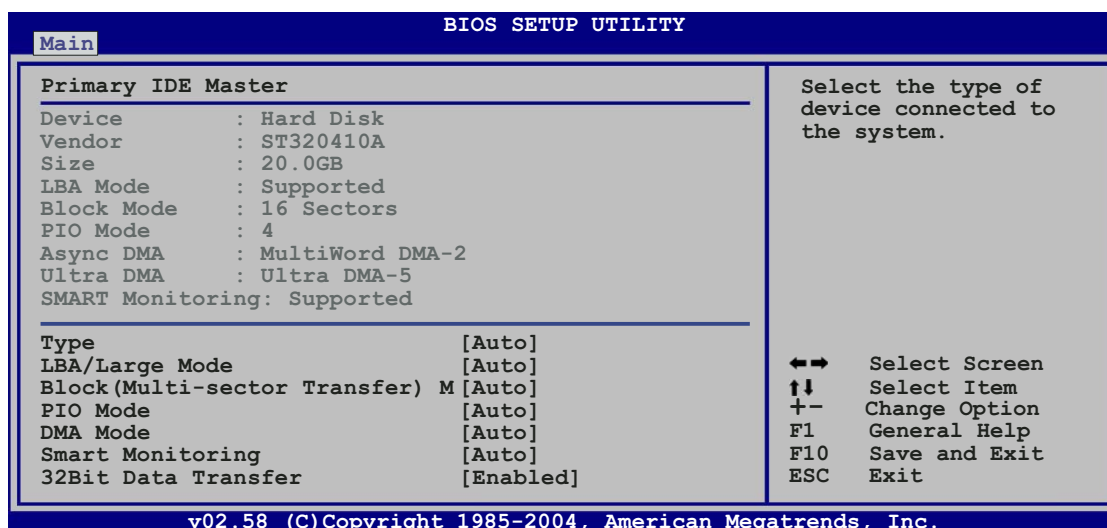 BIOS SETUP UTILITY
Main
Primary IDE Master
Device : Hard Disk
Vendor : ST320410A
Size : 20.0GB
LBA Mode : Supported
Block Mode : 16 Sectors
PIO Mode : 4
Async DMA : MultiWord DMA-2
Ultra DMA : Ultra DMA-5
SMART Monitoring: Supported
Type [Auto]
LBA/Large Mode [Auto]
Block(Multi-sector Transfer) M[Auto]
PIO Mode [Auto]
DMA Mode [Auto]
Smart Monitoring [Auto]
32Bit Data Transfer [Enabled]
Select the type of
device connected to
the system.
←→ Select Screen
↑↓ Select Item
+- Change Option
F1 General Help
F10 Save and Exit
ESC Exit
v02.58 (C)Copyright 1985-2004, American Megatrends, Inc.